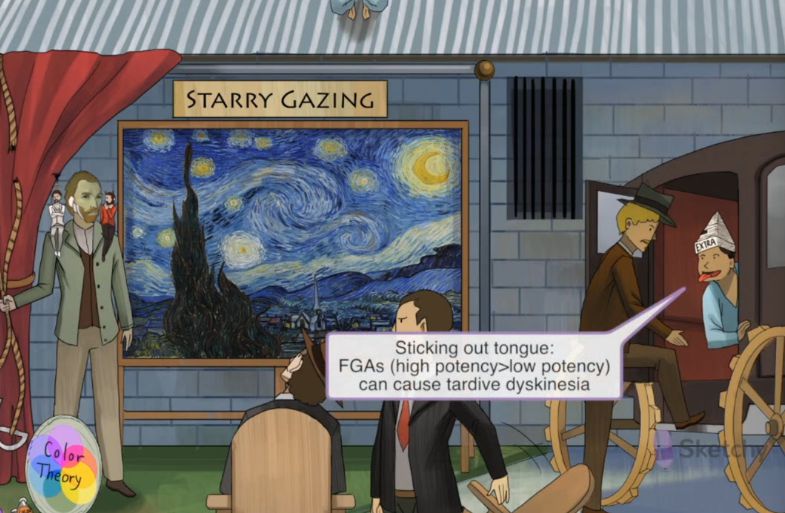 STARRY GAZING
EXTRA
Sticking out tongue:
FGAs (high potency>low potency)
can cause tardive dyskinesia
Color
Theory
Sketchy